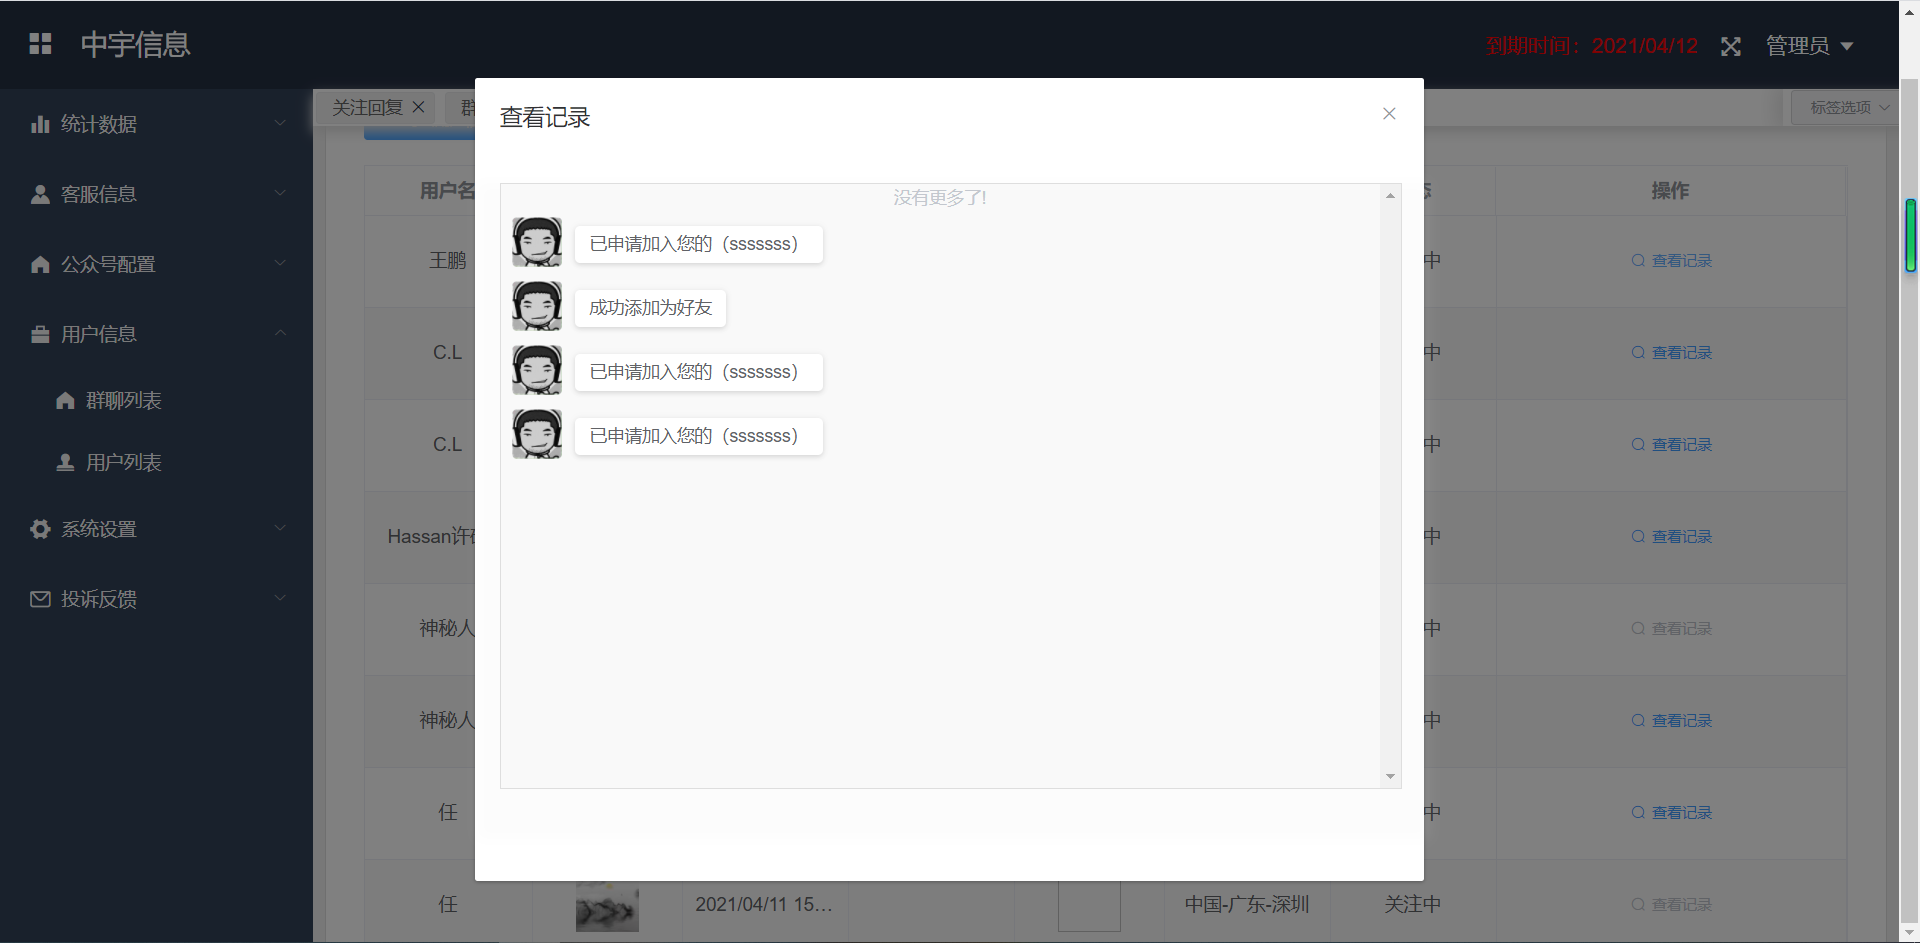 中宇信息
到期时间：2021/04/12
管理员
统计数据
客服信息
公众号配置
用户信息
群聊列表
用户列表
系统设置
投诉反馈
关注回复
群
标签选项
查看记录
没有更多了!
已申请加入您的（sssssss）
成功添加为好友
已申请加入您的（sssssss）
已申请加入您的（sssssss）
用户名 操作
王鹏 中 查看记录
C.L 中 查看记录
C.L 中 查看记录
Hassan许 中 查看记录
神秘人 中 查看记录
神秘人 中 查看记录
任 中 查看记录
任 2021/04/11 15... 中国-广东-深圳 关注中 查看记录